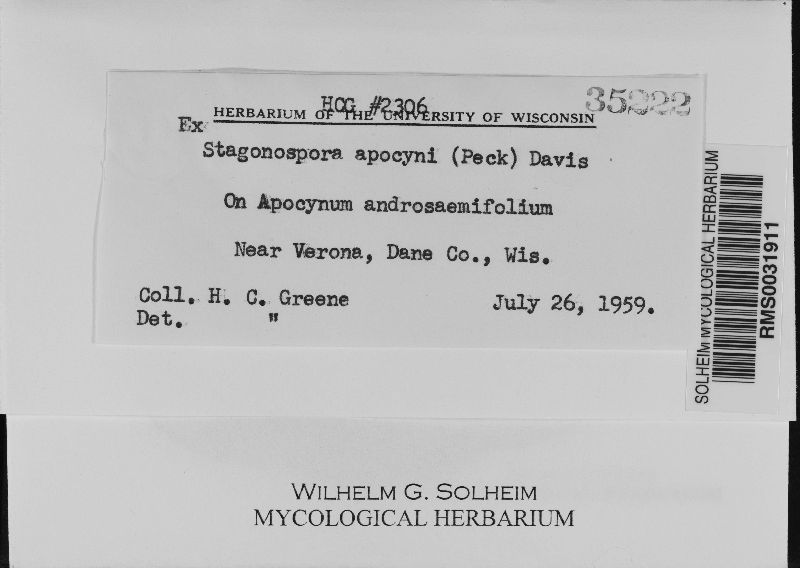 HCG #2306
35222
Ex HERBARIUM OF THE UNIVERSITY OF WISCONSIN
Stagonospora apocyni (Peck) Davis
On Apocynum androsaemifolium
Near Verona, Dane Co., Wis.
Coll. H. C. Greene July 26, 1959.
Det. "
SOLHEIM MYCOLOGICAL HERBARIUM
RMS0031911
WILHELM G. SOLHEIM
MYCOLOGICAL HERBARIUM